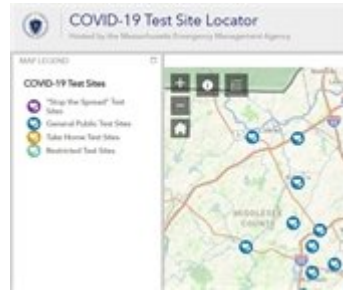 COVID-19 Test Site Locator
Hosted by the Massachusetts Emergency Management Agency
MAP LEGEND
COVID-19 Test Sites
"Stop the Spread" Test
Sites
General Public Test Sites
Take Home Test Sites
Restricted Test Sites
MIDDLESEX
COUNTY